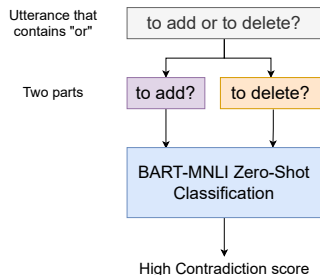 Utterance that
contains "or"
to add or to delete?
Two parts
to add?
to delete?
BART-MNLI Zero-Shot
Classification
High Contradiction score